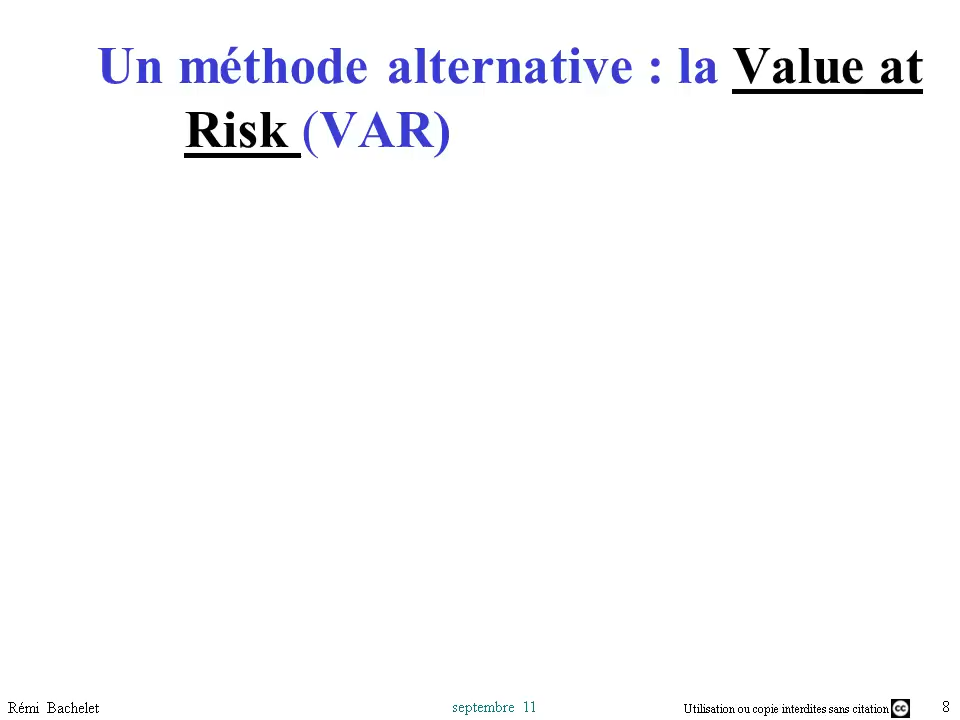 Un méthode alternative : la Value at
Risk (VAR)
Rémi Bachelet
septembre 11
Utilisation ou copie interdites sans citation
cc
8